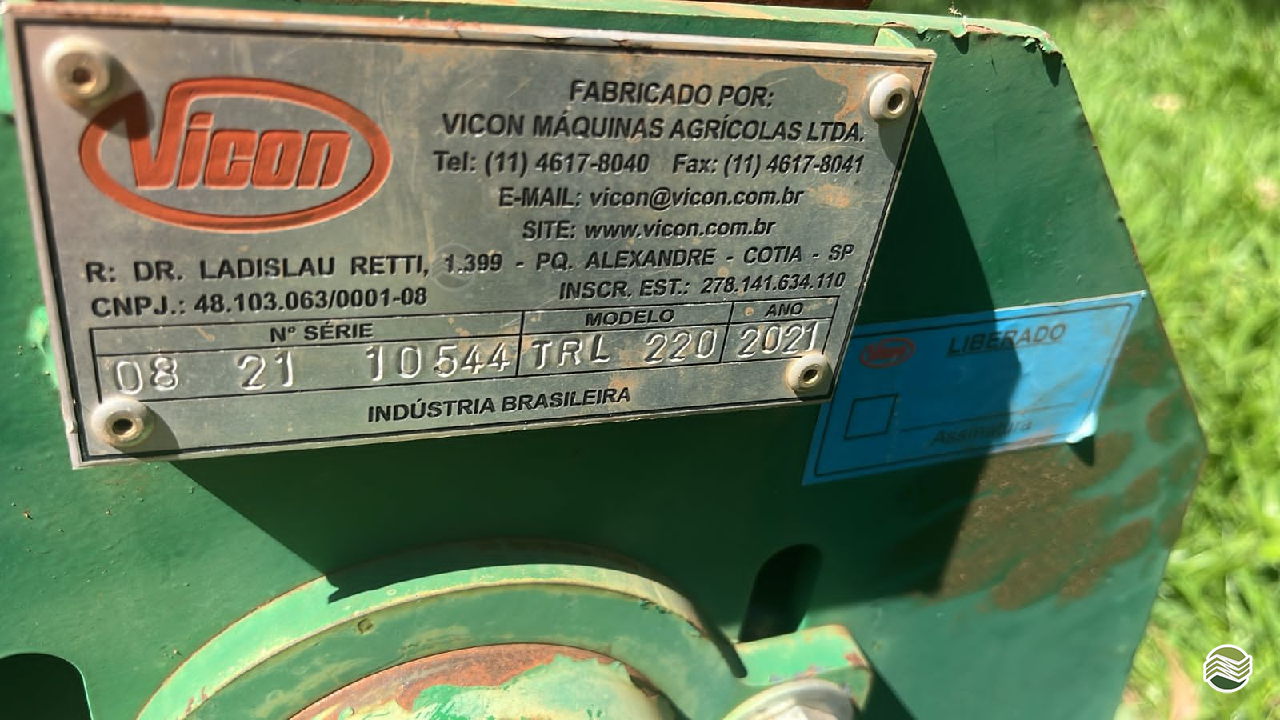 Vicon
FABRICADO POR:
VICON MÁQUINAS AGRÍCOLAS LTDA.
Tel: (11) 4617-8040 Fax: (11) 4617-8041
E-MAIL: vicon@vicon.com.br
SITE: www.vicon.com.br
R: DR. LADISLAU RETTI, 1.399 - PQ. ALEXANDRE - COTIA - SP
CNPJ.: 48.103.063/0001-08 INSCR. EST.: 278.141.634.110
Nº SÉRIE MODELO ANO
08 21 10544 TRL 220 2021
INDÚSTRIA BRASILEIRA
Vicon LIBERADO
Assinatura